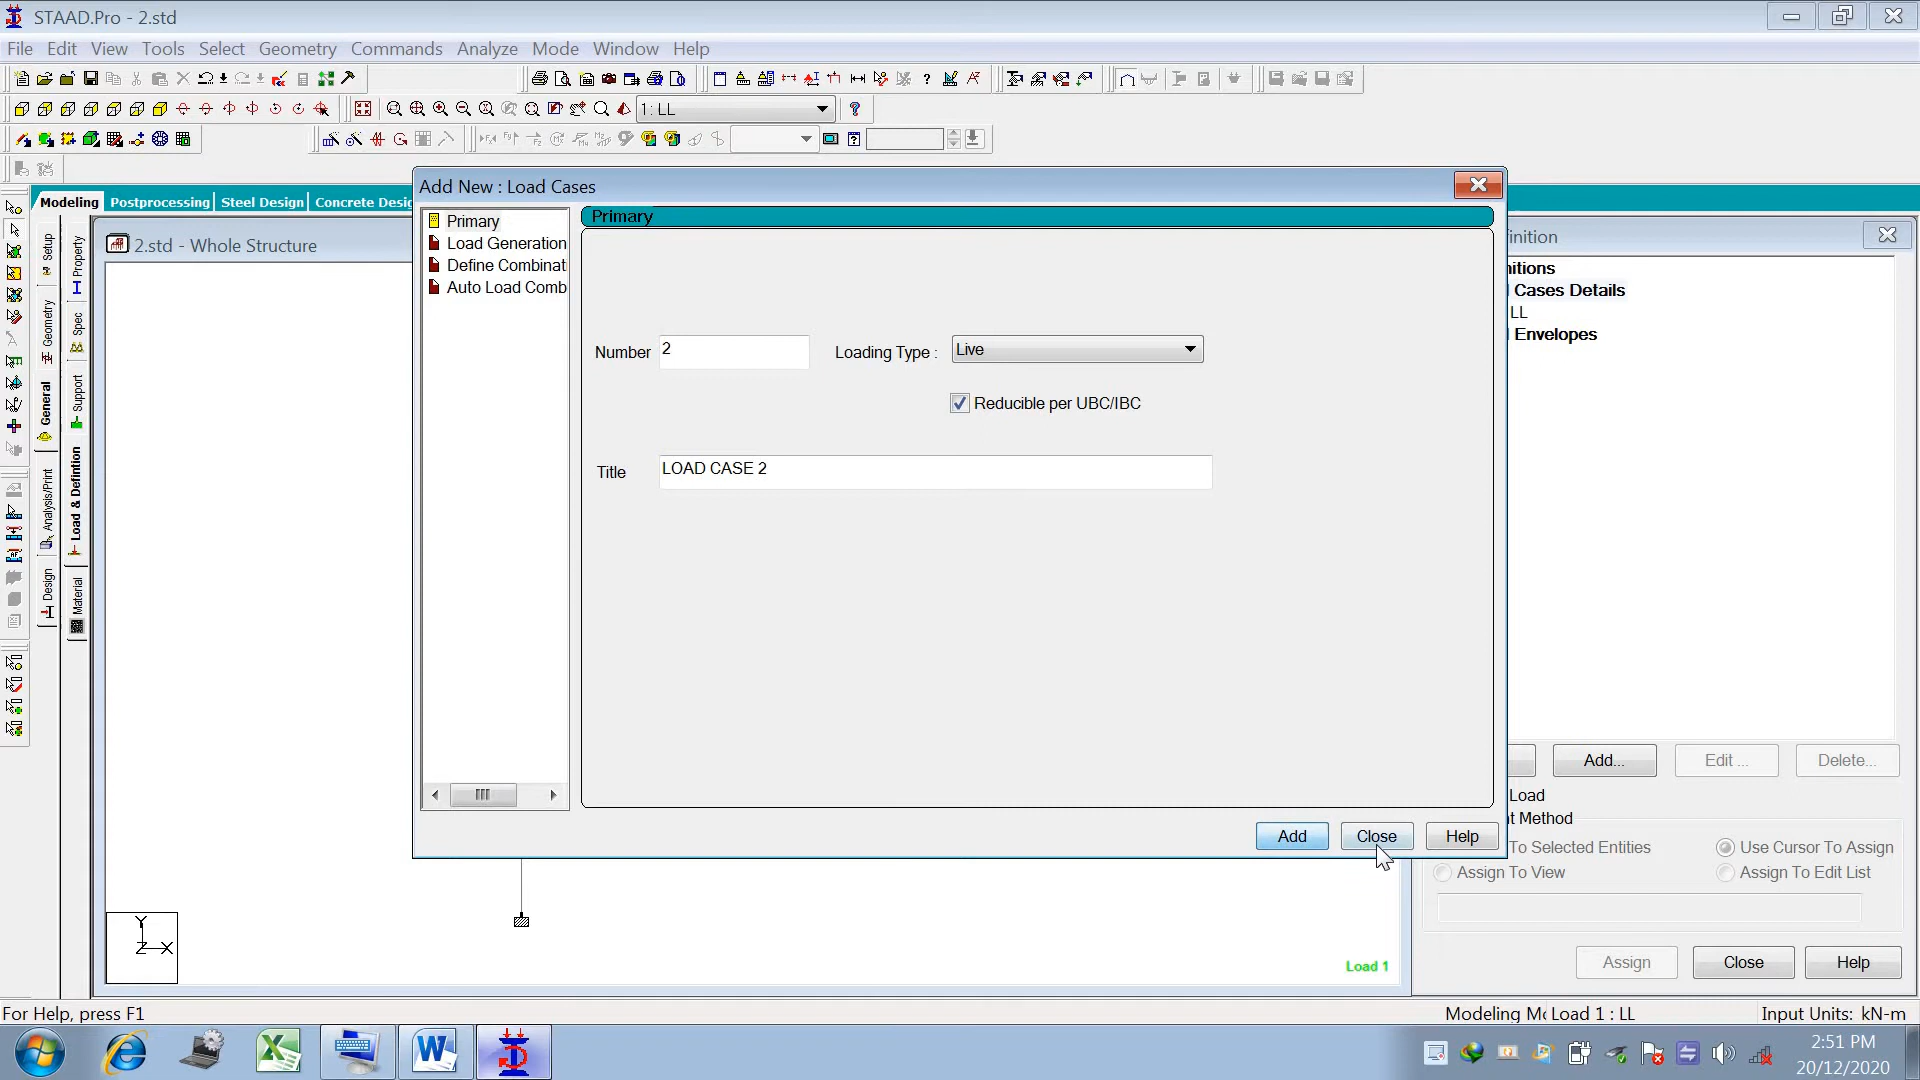 STAAD.Pro - 2.std
File Edit View Tools Select Geometry Commands Analyze Mode Window Help
1: LL
Modeling Postprocessing Steel Design Concrete Desig
Add New : Load Cases
Primary
Load Generation
Define Combinati
Auto Load Comb
Primary
Number 2 Loading Type : Live
Reducible per UBC/IBC
Title LOAD CASE 2
Add Close Help
2.std - Whole Structure
Setup
Geometry
General
Analysis/Print
Design
Property
Spec
Support
Load & Definition
Material
Y
Z X
Load 1
inition
nitions
Cases Details
LL
Envelopes
Add... Edit ... Delete...
Load
t Method
To Selected Entities Use Cursor To Assign
Assign To View Assign To Edit List
Assign Close Help
For Help, press F1
Modeling Mc Load 1 : LL Input Units: kN-m
2:51 PM
20/12/2020